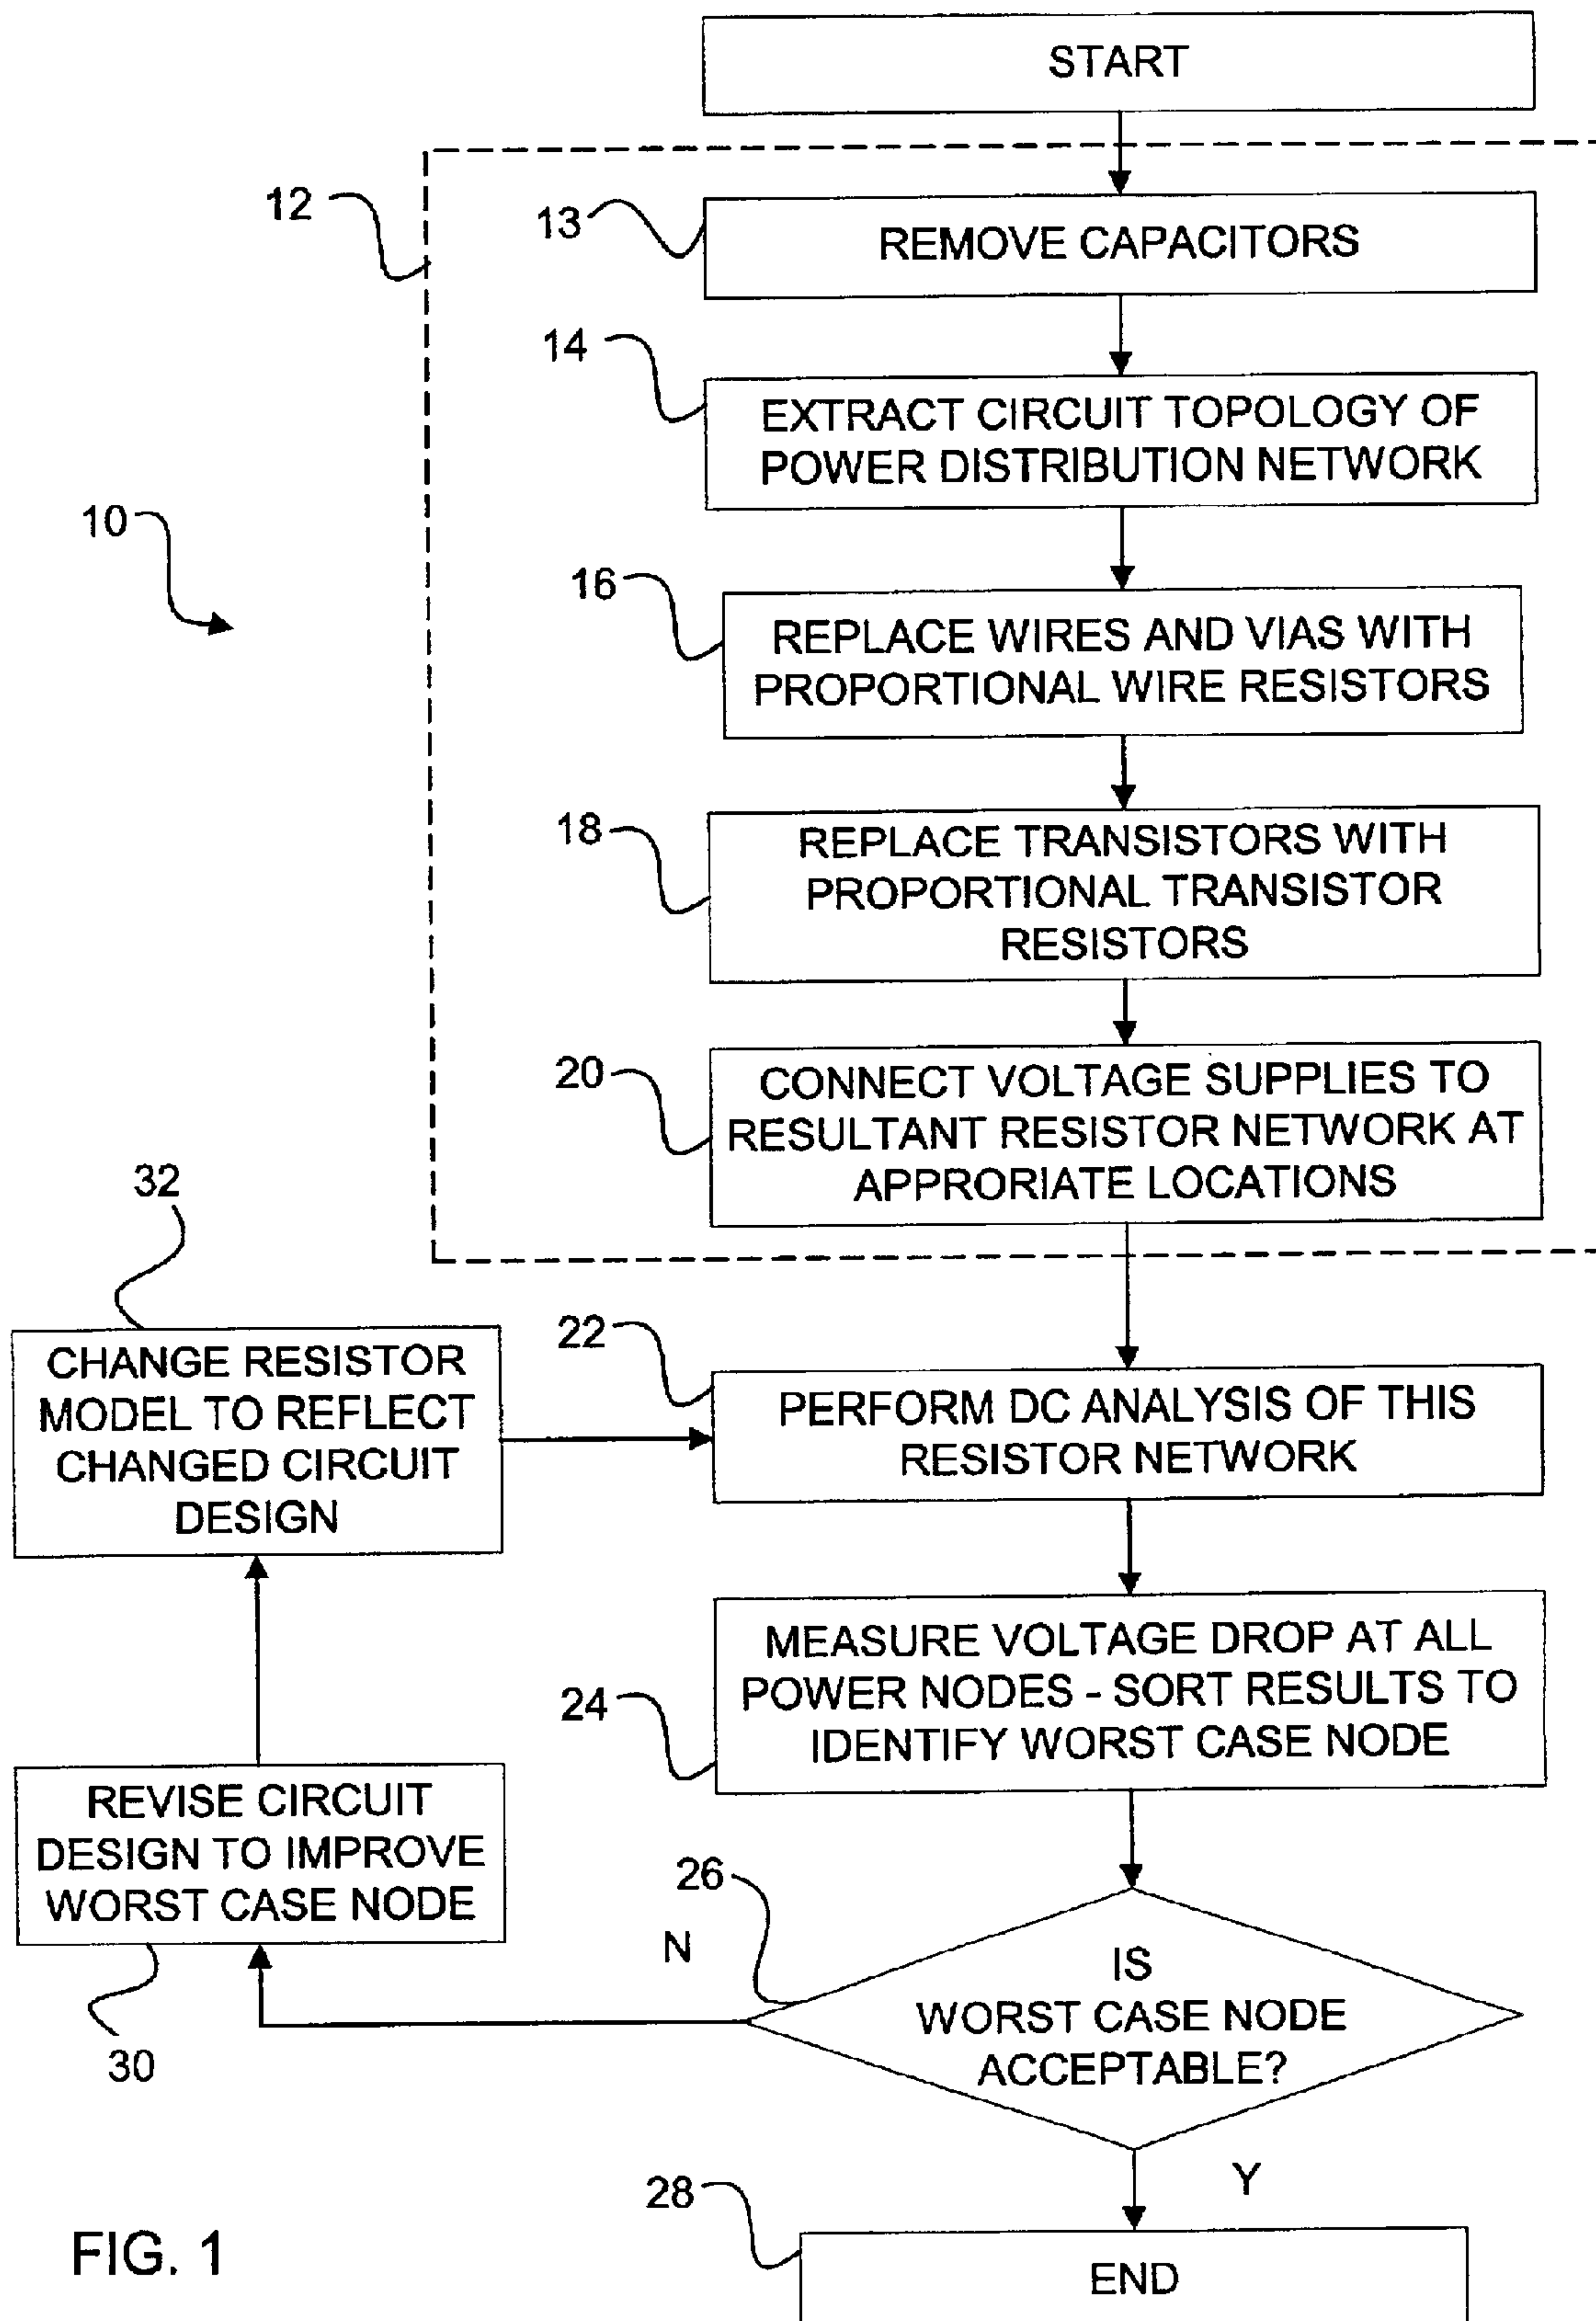 START
12
13
REMOVE CAPACITORS
14
EXTRACT CIRCUIT TOPOLOGY OF
POWER DISTRIBUTION NETWORK
10
16
REPLACE WIRES AND VIAS WITH
PROPORTIONAL WIRE RESISTORS
18
REPLACE TRANSISTORS WITH
PROPORTIONAL TRANSISTOR
RESISTORS
20
CONNECT VOLTAGE SUPPLIES TO
RESULTANT RESISTOR NETWORK AT
APPRORIATE LOCATIONS
32
CHANGE RESISTOR
MODEL TO REFLECT
CHANGED CIRCUIT
DESIGN
22
PERFORM DC ANALYSIS OF THIS
RESISTOR NETWORK
24
MEASURE VOLTAGE DROP AT ALL
POWER NODES - SORT RESULTS TO
IDENTIFY WORST CASE NODE
REVISE CIRCUIT
DESIGN TO IMPROVE
WORST CASE NODE
30
26
N
IS
WORST CASE NODE
ACCEPTABLE?
Y
28
END
FIG. 1